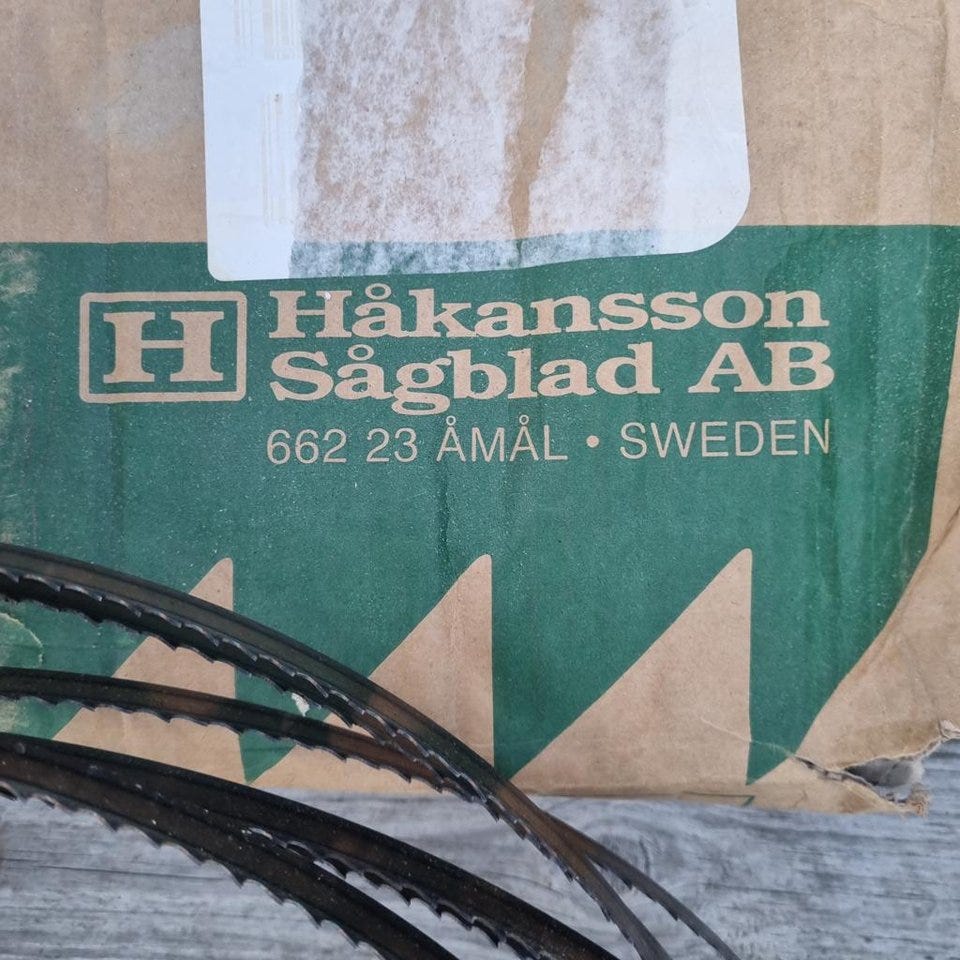 H
Håkansson
Sågblad AB
662 23 ÅMÅL • SWEDEN